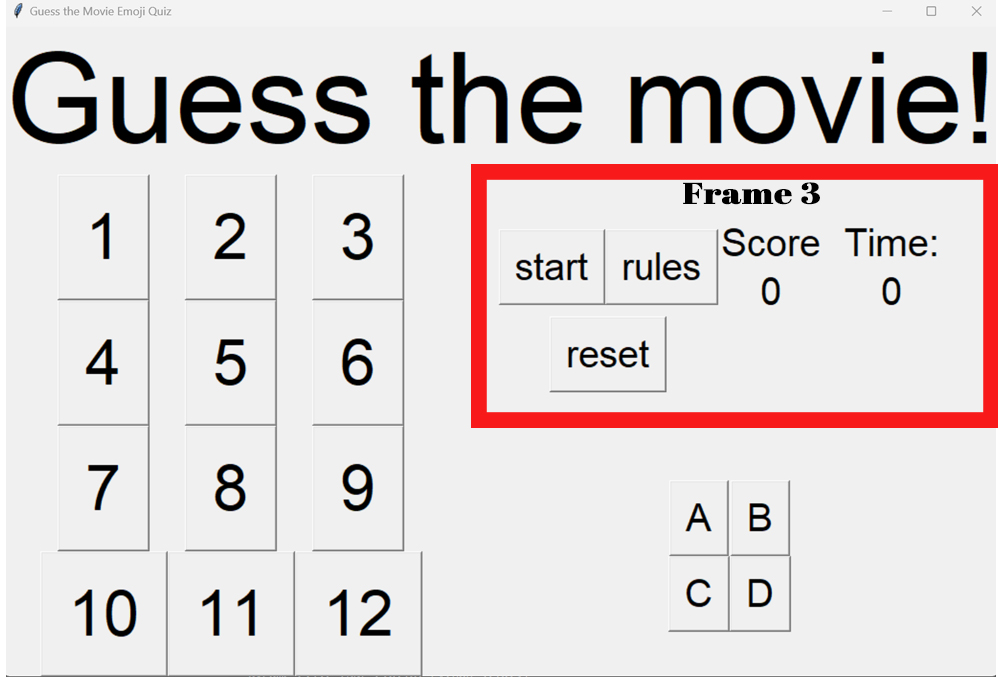 Guess the Movie Emoji Quiz
Guess the movie!
1 2 3
4 5 6
7 8 9
10 11 12
Frame 3
start rules Score Time:
0 0
reset
A B
C D